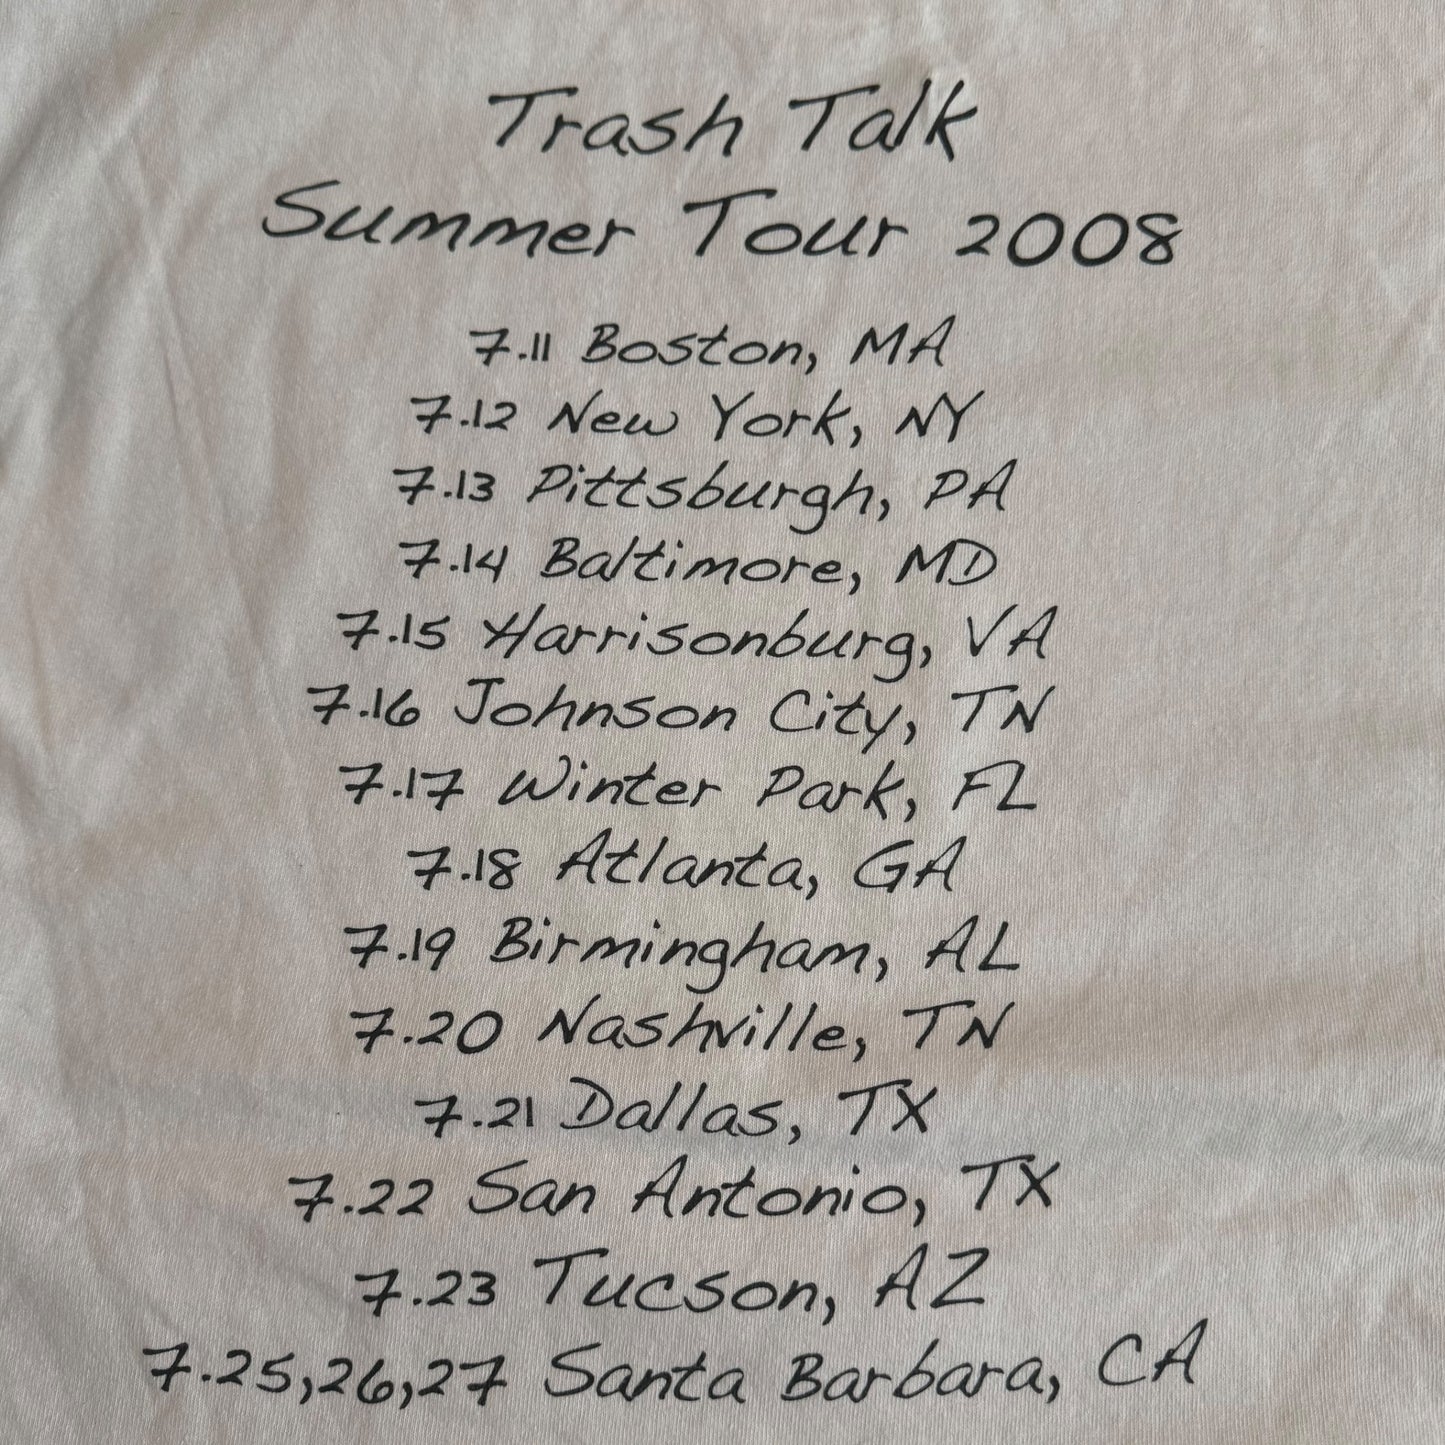 Trash Talk
Summer Tour 2008
7.11 Boston, MA
7.12 New York, NY
7.13 Pittsburgh, PA
7.14 Baltimore, MD
7.15 Harrisonburg, VA
7.16 Johnson City, TN
7.17 Winter Park, FL
7.18 Atlanta, GA
7.19 Birmingham, AL
7.20 Nashville, TN
7.21 Dallas, TX
7.22 San Antonio, TX
7.23 Tucson, AZ
7.25,26,27 Santa Barbara, CA